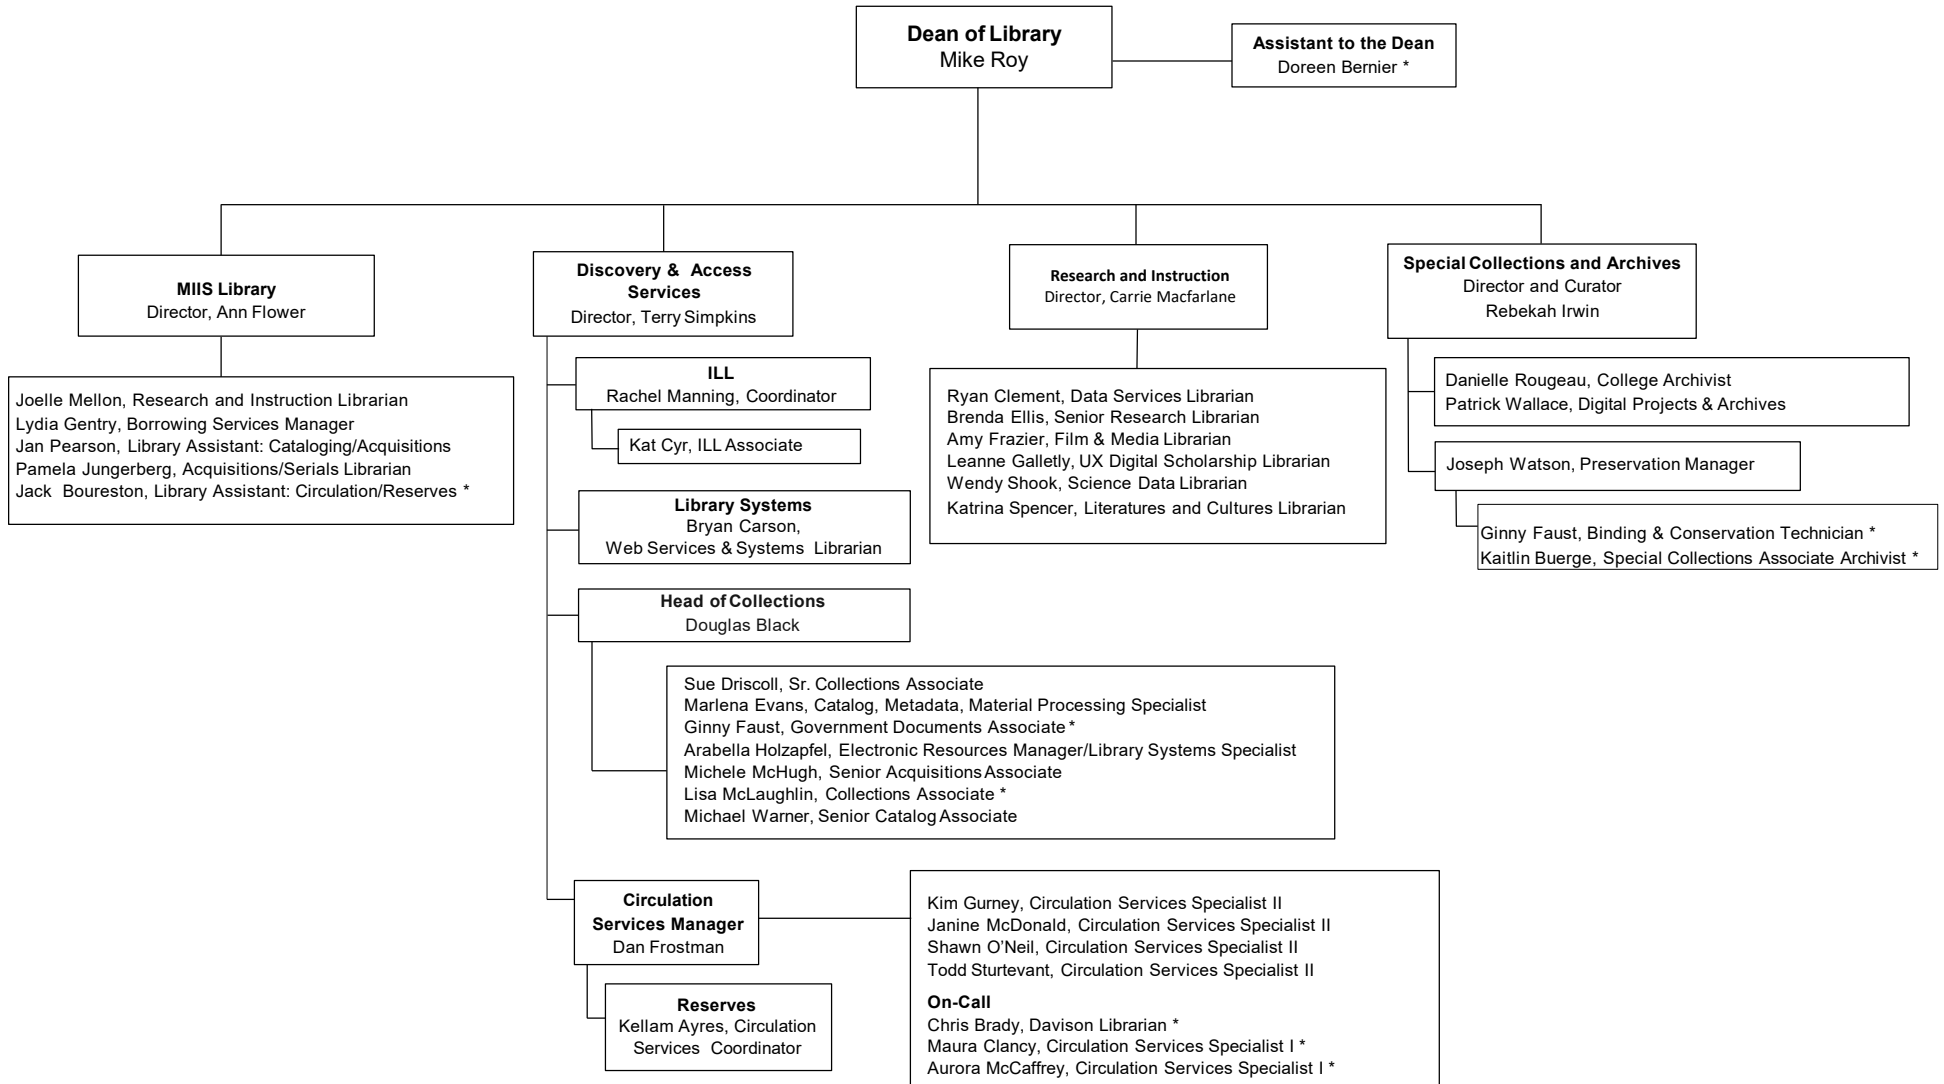 Dean of Library
Mike Roy
Assistant to the Dean
Doreen Bernier *
MIIS Library
Director, Ann Flower
Joelle Mellon, Research and Instruction Librarian
Lydia Gentry, Borrowing Services Manager
Jan Pearson, Library Assistant: Cataloging/Acquisitions
Pamela Jungerberg, Acquisitions/Serials Librarian
Jack Boureston, Library Assistant: Circulation/Reserves *
Discovery & Access
Services
Director, Terry Simpkins
ILL
Rachel Manning, Coordinator
Kat Cyr, ILL Associate
Library Systems
Bryan Carson,
Web Services & Systems Librarian
Head of Collections
Douglas Black
Sue Driscoll, Sr. Collections Associate
Marlena Evans, Catalog, Metadata, Material Processing Specialist
Ginny Faust, Government Documents Associate *
Arabella Holzapfel, Electronic Resources Manager/Library Systems Specialist
Michele McHugh, Senior Acquisitions Associate
Lisa McLaughlin, Collections Associate *
Michael Warner, Senior Catalog Associate
Circulation
Services Manager
Dan Frostman
Reserves
Kellam Ayres, Circulation
Services Coordinator
Kim Gurney, Circulation Services Specialist II
Janine McDonald, Circulation Services Specialist II
Shawn O’Neil, Circulation Services Specialist II
Todd Sturtevant, Circulation Services Specialist II
On-Call
Chris Brady, Davison Librarian *
Maura Clancy, Circulation Services Specialist I *
Aurora McCaffrey, Circulation Services Specialist I *
Research and Instruction
Director, Carrie Macfarlane
Ryan Clement, Data Services Librarian
Brenda Ellis, Senior Research Librarian
Amy Frazier, Film & Media Librarian
Leanne Galletly, UX Digital Scholarship Librarian
Wendy Shook, Science Data Librarian
Katrina Spencer, Literatures and Cultures Librarian
Special Collections and Archives
Director and Curator
Rebekah Irwin
Danielle Rougeau, College Archivist
Patrick Wallace, Digital Projects & Archives
Joseph Watson, Preservation Manager
Ginny Faust, Binding & Conservation Technician *
Kaitlin Buerge, Special Collections Associate Archivist *